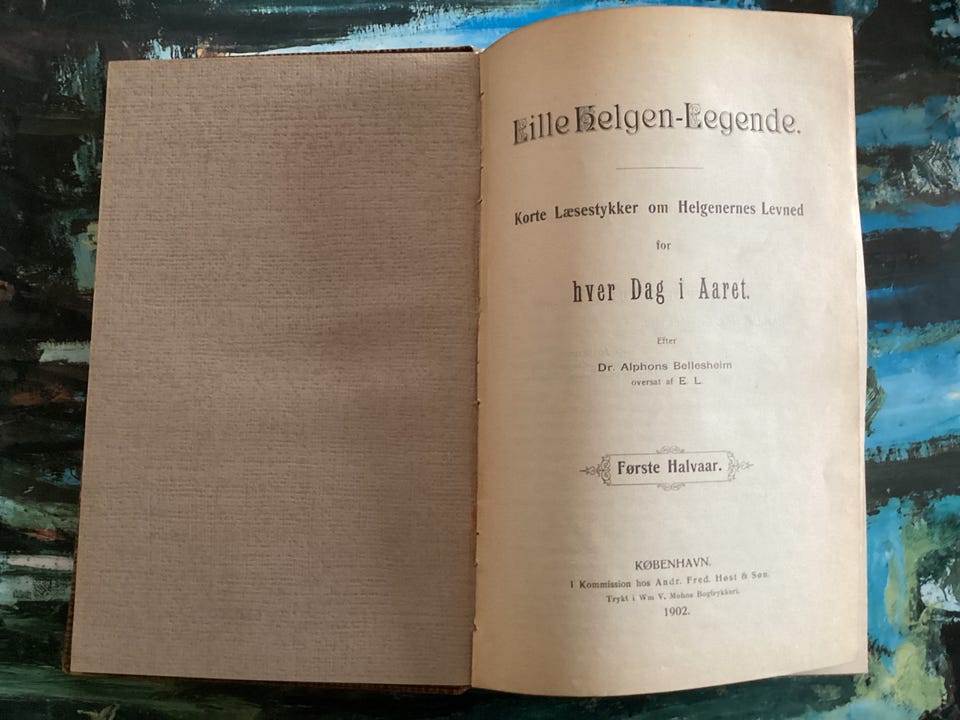 Lille Helgen-Legende.
Korte Læsestykker om Helgenernes Levned
for
hver Dag i Aaret.
Efter
Dr. Alphons Bellesheim
oversat af E. L.
Første Halvaar.
KØBENHAVN.
I Kommission hos Andr. Fred. Høst & Søn.
Trykt i Wm V. Mohns Bogtrykkeri.
1902.